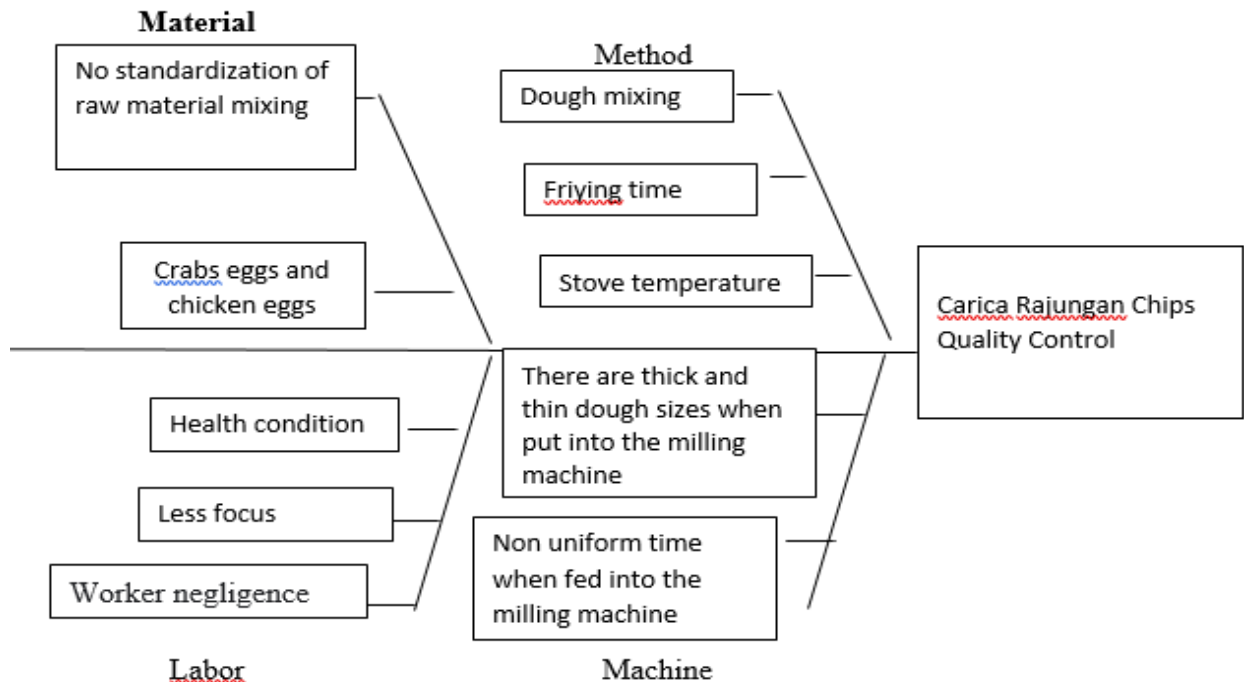 Material
No standardization of
raw material mixing
Crabs eggs and
chicken eggs
Method
Dough mixing
Friying time
Stove temperature
Carica Rajungan Chips
Quality Control
Health condition
Less focus
Worker negligence
Labor
There are thick and
thin dough sizes when
put into the milling
machine
Non uniform time
when fed into the
milling machine
Machine